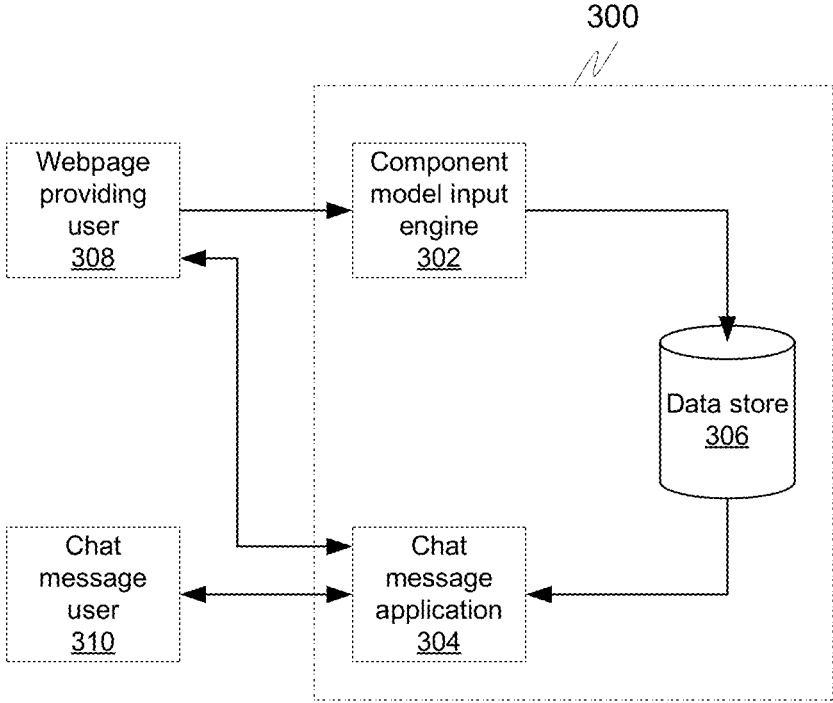 300
Webpage
providing
user
308
Component
model input
engine
302
Data store
306
Chat
message
user
310
Chat
message
application
304